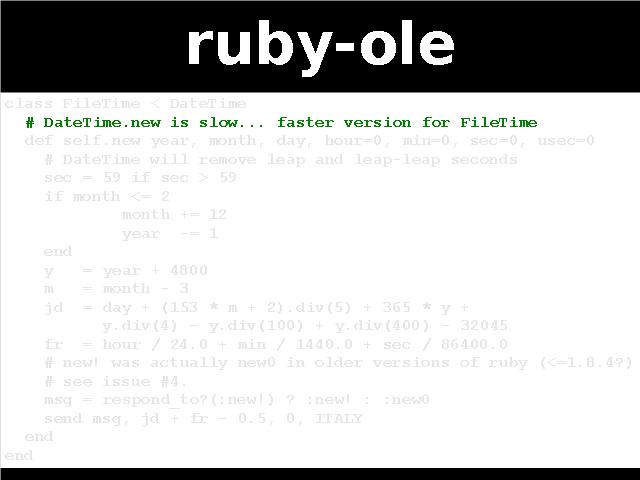 ruby-ole
class FileTime < DateTime
  # DateTime.new is slow... faster version for FileTime
  def self.new year, month, day, hour=0, min=0, sec=0, usec=0
    # DateTime will remove leap and leap-leap seconds
    sec = 59 if sec > 59
    if month <= 2
            month += 12
            year  -= 1
    end
    y   = year + 4800
    m   = month - 3
    jd  = day + (153 * m + 2).div(5) + 365 * y +
          y.div(4) - y.div(100) + y.div(400) - 32045
    fr  = hour / 24.0 + min / 1440.0 + sec / 86400.0
    # new! was actually new0 in older versions of ruby (<=1.8.4?)
    # see issue #4.
    msg = respond_to?(:new!) ? :new! : :new0
    send msg, jd + fr - 0.5, 0, ITALY
  end
end